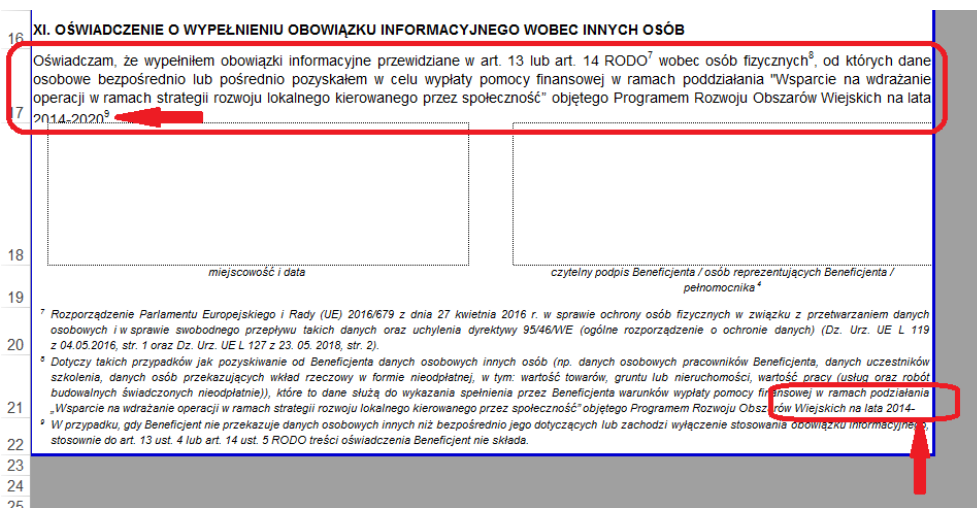 16 XI. OŚWIADCZENIE O WYPEŁNIENIU OBOWIĄZKU INFORMACYJNEGO WOBEC INNYCH OSÓB
Oświadczam, że wypełniłem obowiązki informacyjne przewidziane w art. 13 lub art. 14 RODO⁷ wobec osób fizycznych⁸, od których dane
osobowe bezpośrednio lub pośrednio pozyskałem w celu wypłaty pomocy finansowej w ramach poddziałania "Wsparcie na wdrażanie
operacji w ramach strategii rozwoju lokalnego kierowanego przez społeczność" objętego Programem Rozwoju Obszarów Wiejskich na lata
17 2014-2020⁹
18
miejscowość i data
czytelny podpis Beneficjenta / osób reprezentujących Beneficjenta /
pełnomocnika ⁴
19
⁷ Rozporządzenie Parlamentu Europejskiego i Rady (UE) 2016/679 z dnia 27 kwietnia 2016 r. w sprawie ochrony osób fizycznych w związku z przetwarzaniem danych
osobowych i w sprawie swobodnego przepływu takich danych oraz uchylenia dyrektywy 95/46/WE (ogólne rozporządzenie o ochronie danych) (Dz. Urz. UE L 119
20 z 04.05.2016, str. 1 oraz Dz. Urz. UE L 127 z 23. 05. 2018, str. 2).
⁸ Dotyczy takich przypadków jak pozyskiwanie od Beneficjenta danych osobowych innych osób (np. danych osobowych pracowników Beneficjenta, danych uczestników
szkolenia, danych osób przekazujących wkład rzeczowy w formie nieodpłatnej, w tym: wartość towarów, gruntu lub nieruchomości, wartość pracy (usług oraz robót
budowalnych świadczonych nieodpłatnie)), które to dane służą do wykazania spełnienia przez Beneficjenta warunków wypłaty pomocy finansowej w ramach podziałania
21 „Wsparcie na wdrażanie operacji w ramach strategii rozwoju lokalnego kierowanego przez społeczność" objętego Programem Rozwoju Obszarów Wiejskich na lata 2014-
⁹ W przypadku, gdy Beneficjent nie przekazuje danych osobowych innych niż bezpośrednio jego dotyczących lub zachodzi wyłączenie stosowania obowiązku informacyjnego,
22 stosownie do art. 13 ust. 4 lub art. 14 ust. 5 RODO treści oświadczenia Beneficjent nie składa.
23
24
25